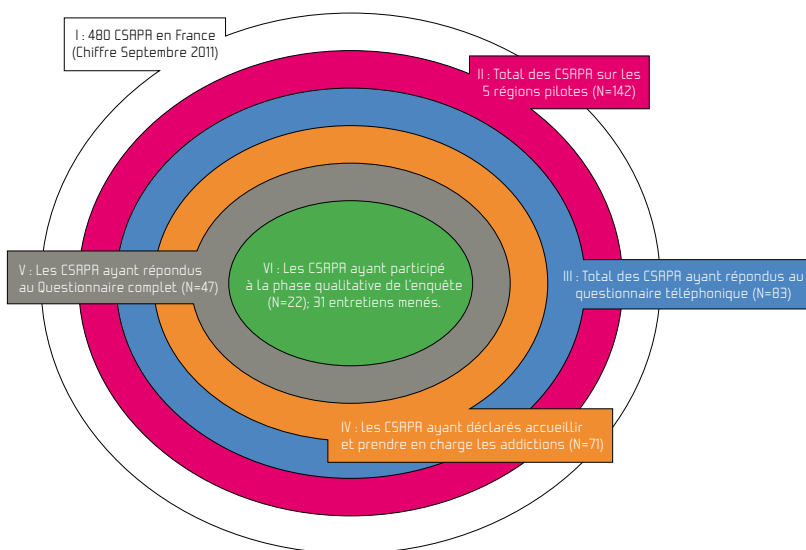 I : 480 CSAPA en France
(Chiffre Septembre 2011)
II : Total des CSAPA sur les
5 régions pilotes (N=142)
V : Les CSAPA ayant répondus
au Questionnaire complet (N=47)
VI : Les CSAPA ayant participé
à la phase qualitative de l'enquête
(N=22); 31 entretiens menés.
III : Total des CSAPA ayant répondus au
questionnaire téléphonique (N=83)
IV : les CSAPA ayant déclarés accueillir
et prendre en charge les addictions (N=71)